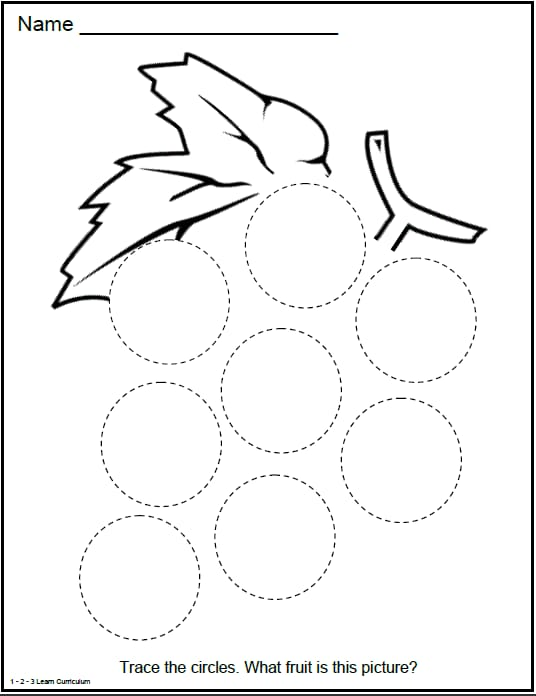 Name
Trace the circles. What fruit is this picture?
1 - 2 - 3 Learn Curriculum